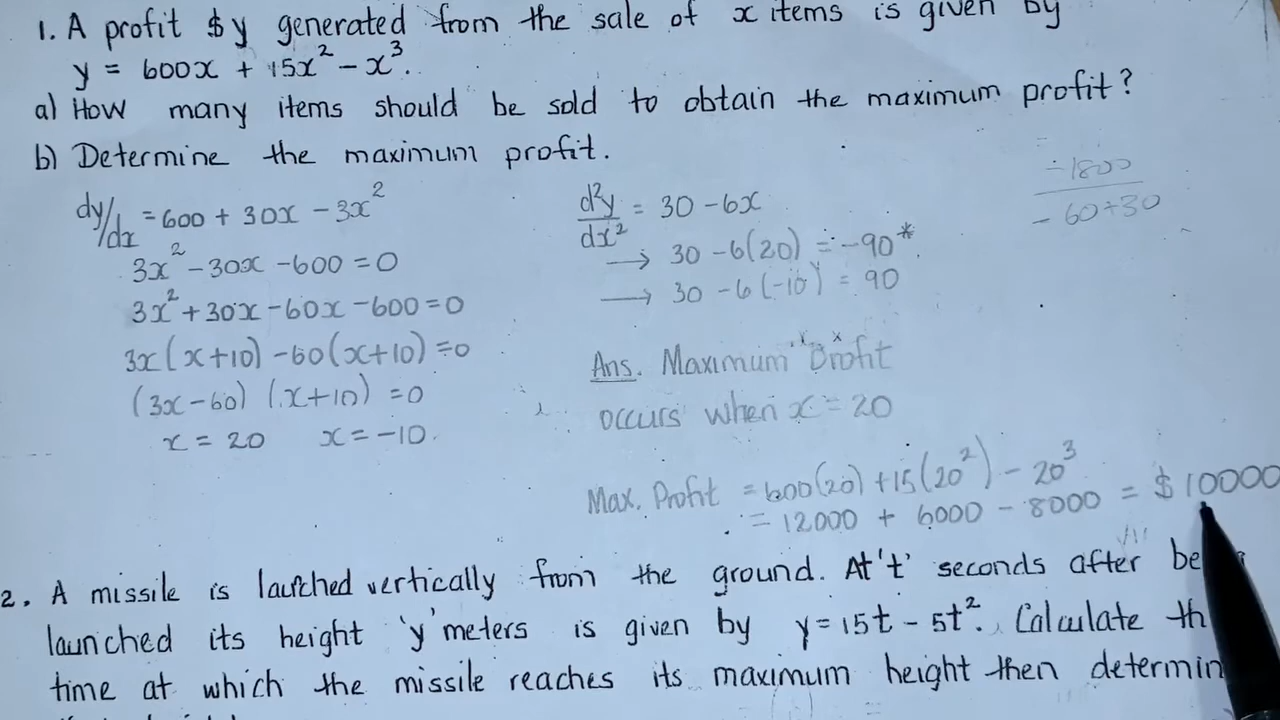 1. A profit $y generated from the sale of x items is given by
y = 600x + 15x² - x³.
a) How many items should be sold to obtain the maximum profit?
b) Determine the maximum profit.
dy/dx = 600 + 30x - 3x²
3x² - 30x - 600 = 0
3x² + 30x - 60x - 600 = 0
3x(x+10) - 60(x+10) = 0
(3x - 60) (x+10) = 0
x = 20 x = -10.
d²y/dx² = 30 - 6x
→ 30 - 6(20) = -90*
→ 30 - 6(-10) = 90
-1800
-60+30
Ans. Maximum Profit
occurs when x = 20
Max. Profit = 600(20) + 15(20²) - 20³
= 12000 + 6000 - 8000 = $10000
2. A missile is launched vertically from the ground. At 't' seconds after
launched its height 'y' meters is given by y = 15t - 5t². Calculate
time at which the missile reaches its maximum height then